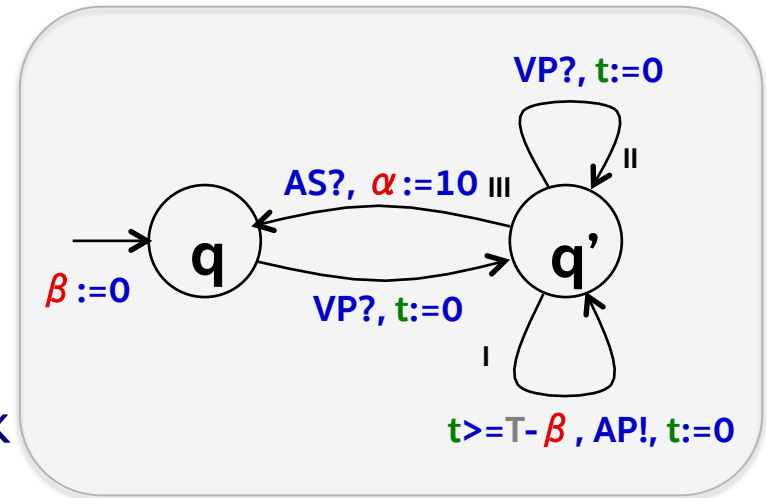 VP?, t:=0
II
AS?, α:=10 III
q
q’
β:=0
VP?, t:=0
I
K
t>=T-β, AP!, t:=0